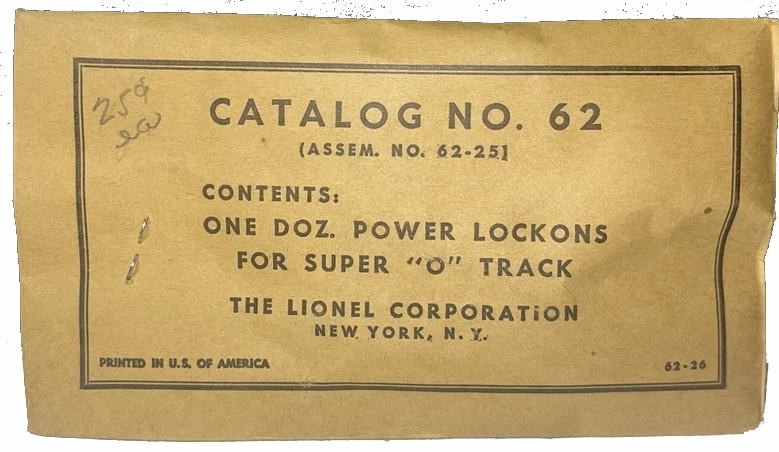 25¢
ea
CATALOG NO. 62
(ASSEM. NO. 62-25)
CONTENTS:
ONE DOZ. POWER LOCKONS
FOR SUPER "O" TRACK
THE LIONEL CORPORATION
NEW YORK, N. Y.
PRINTED IN U.S. OF AMERICA
62-26